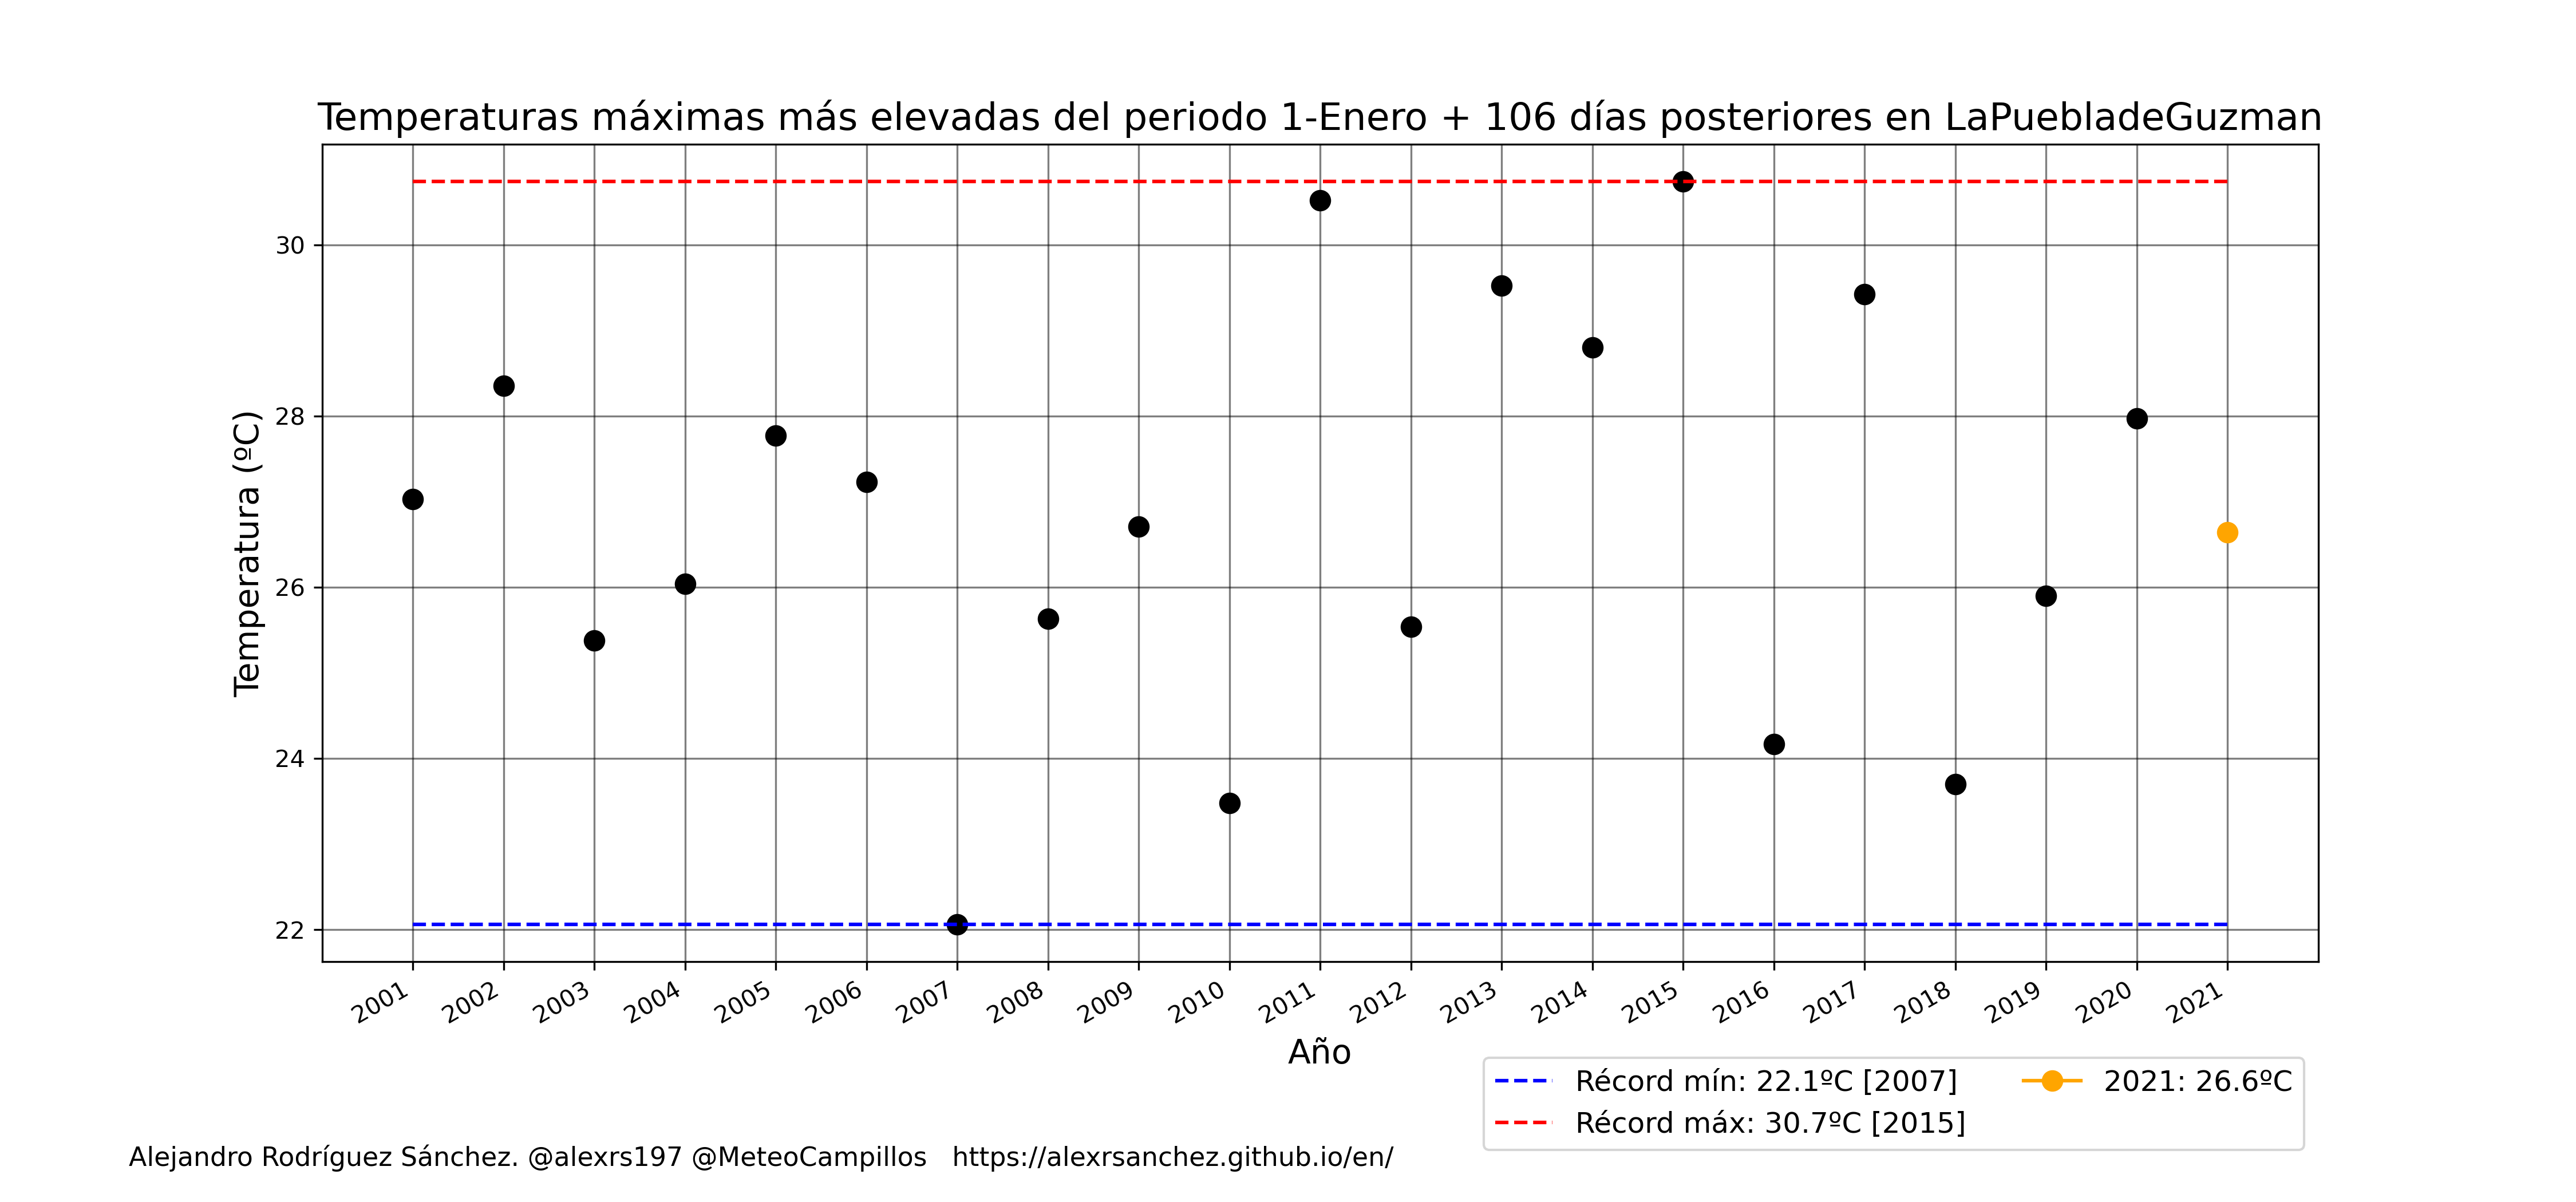 Temperaturas máximas más elevadas del periodo 1-Enero + 106 días posteriores en LaPuebladeGuzman
Temperatura (ºC)
30
28
26
24
22
2001 2002 2003 2004 2005 2006 2007 2008 2009 2010 2011 2012 2013 2014 2015 2016 2017 2018 2019 2020 2021
Año
Récord mín: 22.1ºC [2007]
Récord máx: 30.7ºC [2015]
2021: 26.6ºC
Alejandro Rodríguez Sánchez. @alexrs197 @MeteoCampillos https://alexrsanchez.github.io/en/